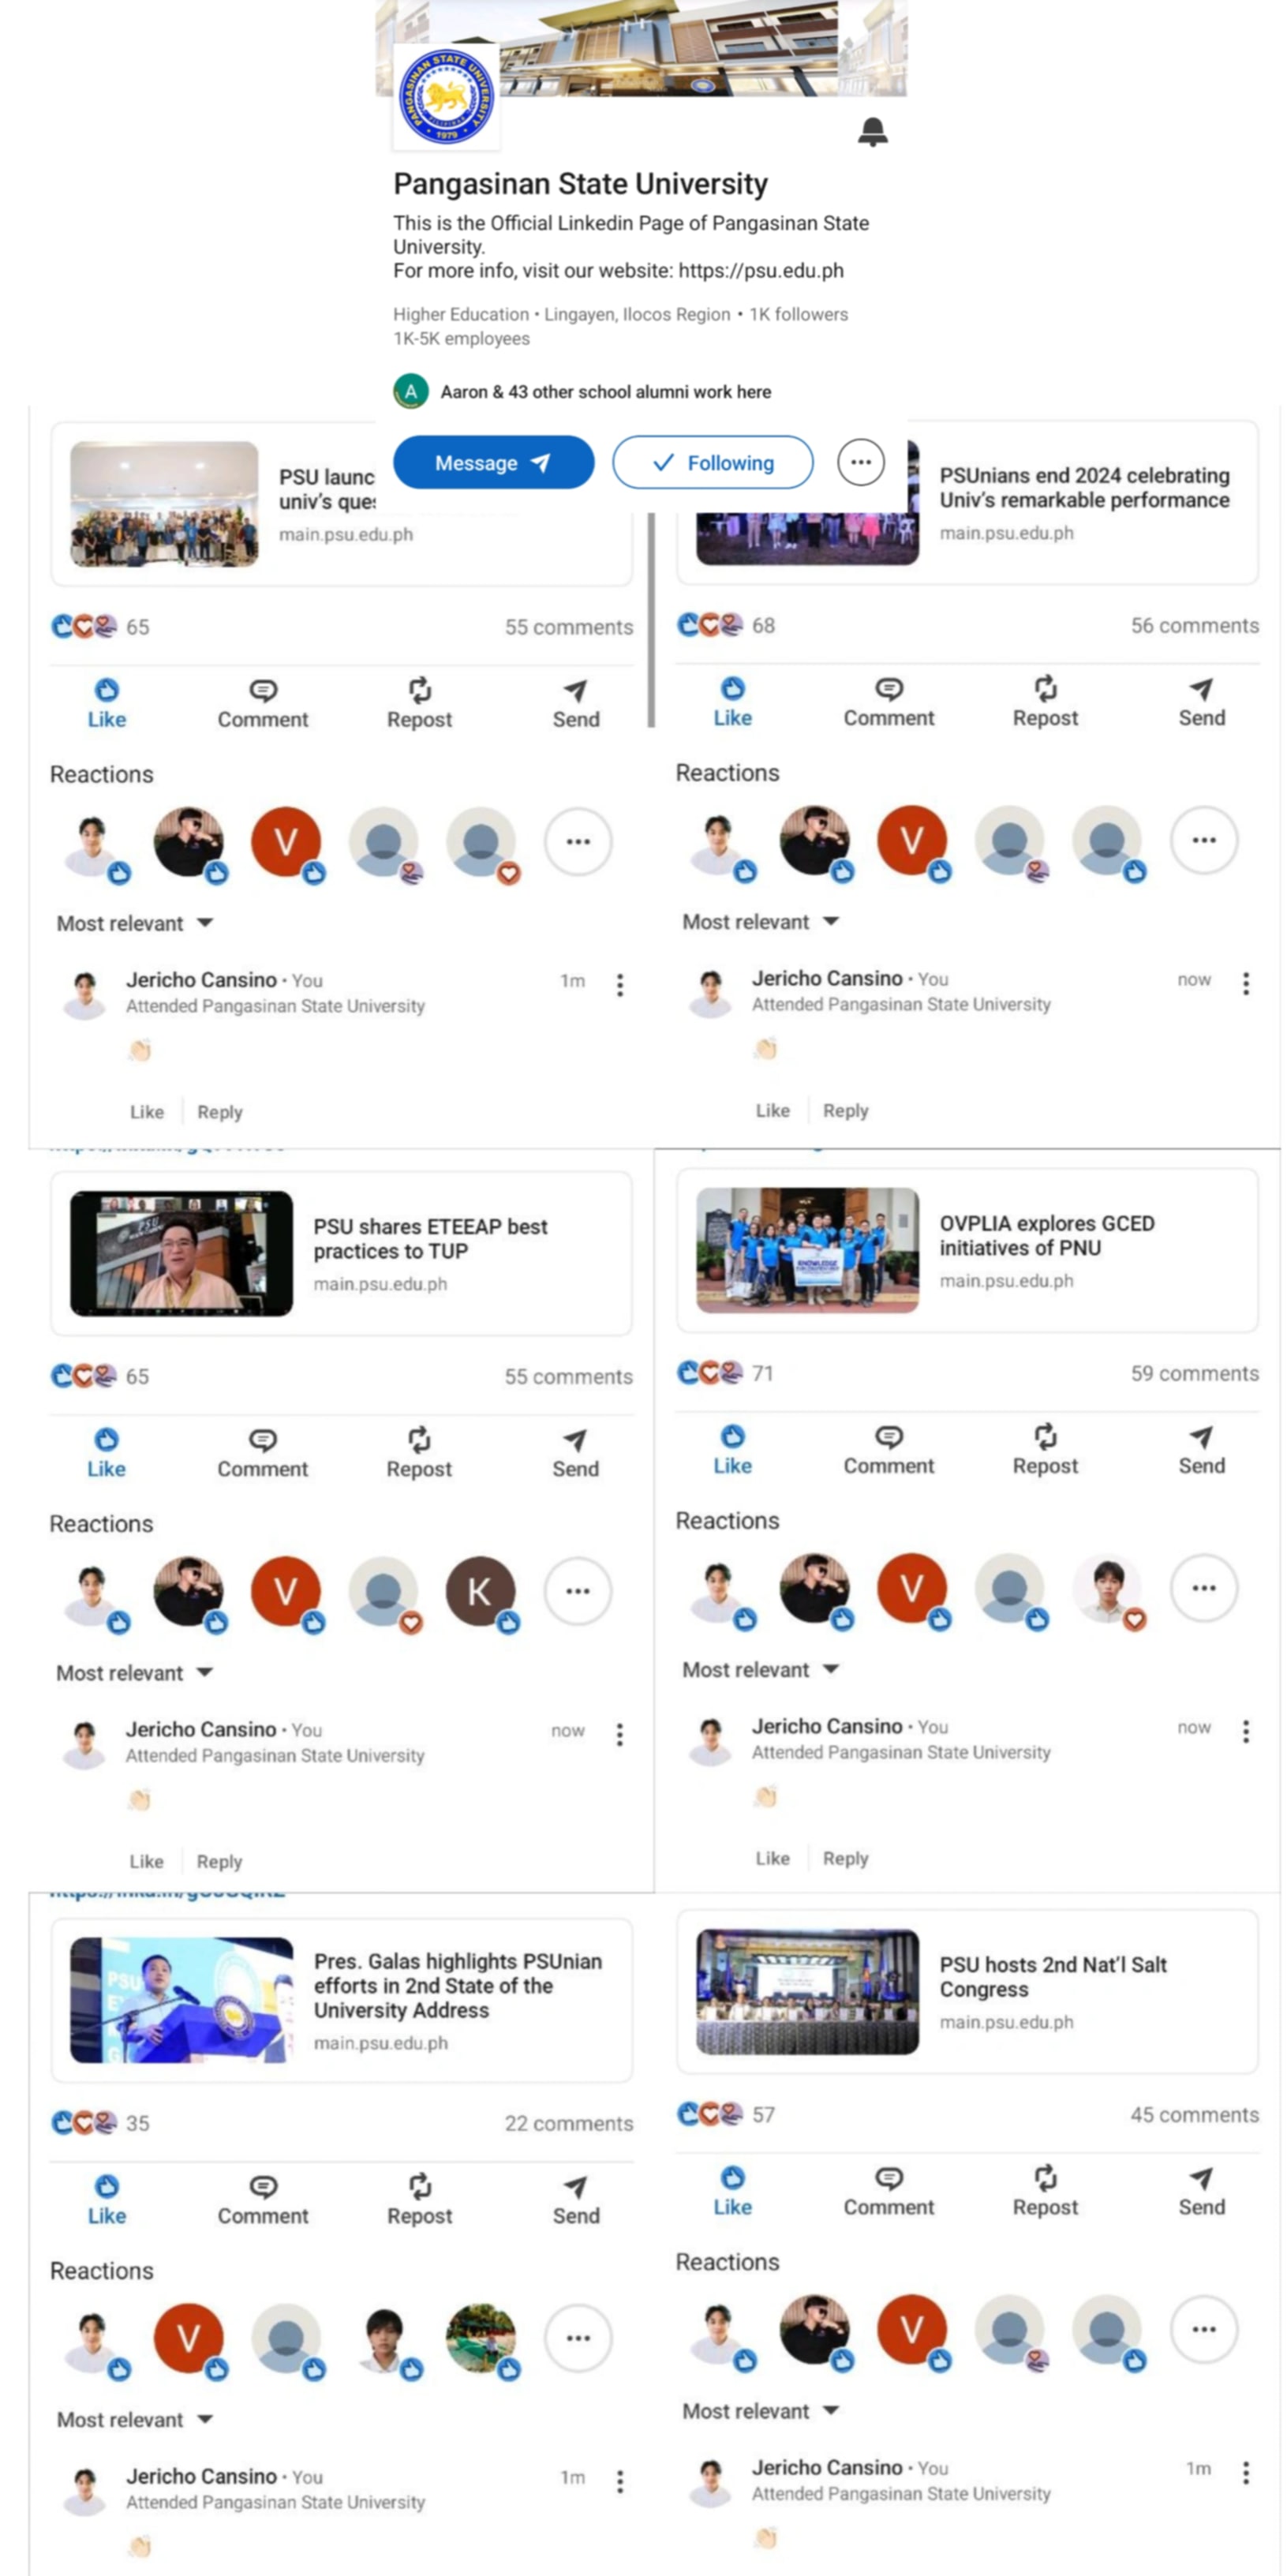 PANGASINAN STATE UNIVERSITY
1979
Pangasinan State University
This is the Official Linkedin Page of Pangasinan State
University.
For more info, visit our website: https://psu.edu.ph
Higher Education • Lingayen, Ilocos Region • 1K followers
1K-5K employees
A
Aaron & 43 other school alumni work here
Message
Following
PSU launc
univ's
main.psu.edu.ph
65
55 comments
Like
Comment
Repost
Send
Reactions
V
Most relevant
Jericho Cansino • You
1m
Attended Pangasinan State University
👏🏻
Like
Reply
PSUnians end 2024 celebrating
Univ's remarkable performance
main.psu.edu.ph
68
56 comments
Like
Comment
Repost
Send
Reactions
V
Most relevant
Jericho Cansino • You
now
Attended Pangasinan State University
👏🏻
Like
Reply
PSU
PSU shares ETEEAP best
practices to TUP
main.psu.edu.ph
65
55 comments
Like
Comment
Repost
Send
Reactions
V
K
Most relevant
Jericho Cansino • You
now
Attended Pangasinan State University
👏🏻
Like
Reply
KNOWLEDGE
OVPLIA explores GCED
initiatives of PNU
main.psu.edu.ph
71
59 comments
Like
Comment
Repost
Send
Reactions
V
Most relevant
Jericho Cansino • You
now
Attended Pangasinan State University
👏🏻
Like
Reply
PSU
Pres. Galas highlights PSUnian
efforts in 2nd State of the
University Address
main.psu.edu.ph
35
22 comments
Like
Comment
Repost
Send
Reactions
V
Most relevant
Jericho Cansino • You
1m
Attended Pangasinan State University
👏🏻
PSU hosts 2nd Nat'l Salt
Congress
main.psu.edu.ph
57
45 comments
Like
Comment
Repost
Send
Reactions
V
Most relevant
Jericho Cansino • You
1m
Attended Pangasinan State University
👏🏻